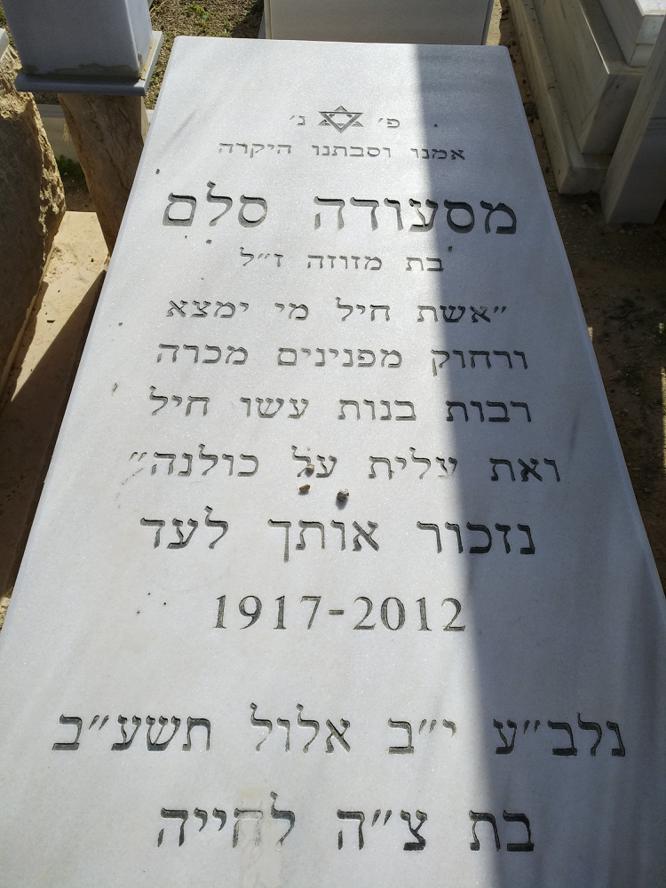 פ׳ נ׳
אמנו וסבתנו היקרה
מסעודה סלם
בת מזוזה ז״ל
״אשת חיל מי ימצא
ורחוק מפנינים מכרה
רבות בנות עשו חיל
ואת עלית על כולנה״
נזכור אותך לעד
1917-2012
נלב״ע י״ב אלול תשע״ב
בת צ״ה לחייה